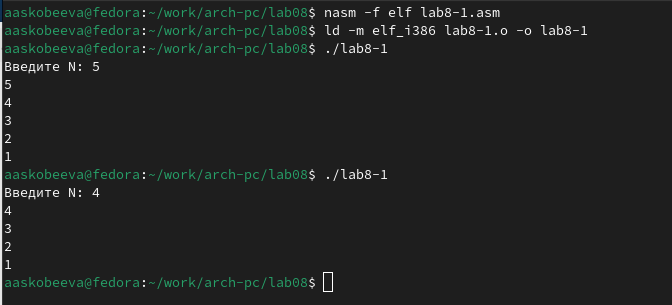 aaskobeeva@fedora:~/work/arch-pc/lab08$ nasm -f elf lab8-1.asm
aaskobeeva@fedora:~/work/arch-pc/lab08$ ld -m elf_i386 lab8-1.o -o lab8-1
aaskobeeva@fedora:~/work/arch-pc/lab08$ ./lab8-1
Введите N: 5
5
4
3
2
1
aaskobeeva@fedora:~/work/arch-pc/lab08$ ./lab8-1
Введите N: 4
4
3
2
1
aaskobeeva@fedora:~/work/arch-pc/lab08$